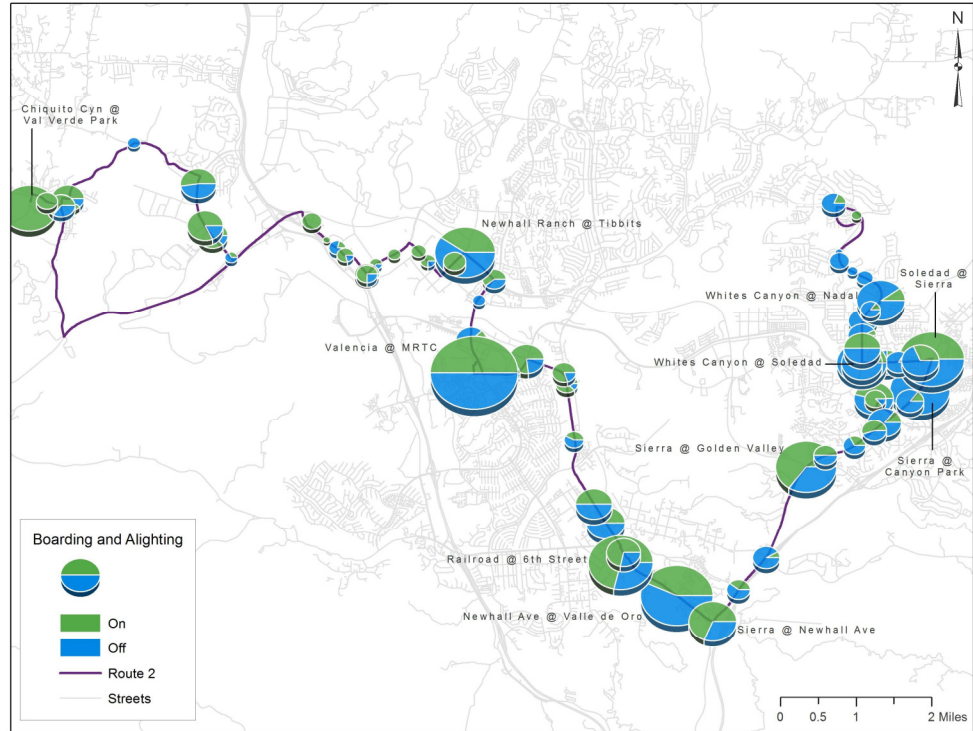 N
Chiquito Cyn @
Val Verde Park
Newhall Ranch @ Tibbits
Soledad @
Sierra
Whites Canyon @ Nadal
Valencia @ MRTC
Whites Canyon @ Soledad
Sierra @ Golden Valley
Sierra @
Canyon Park
Railroad @ 6th Street
Newhall Ave @ Valle de Oro
Sierra @ Newhall Ave
Boarding and Alighting
On
Off
Route 2
Streets
0 0.5 1 2 Miles